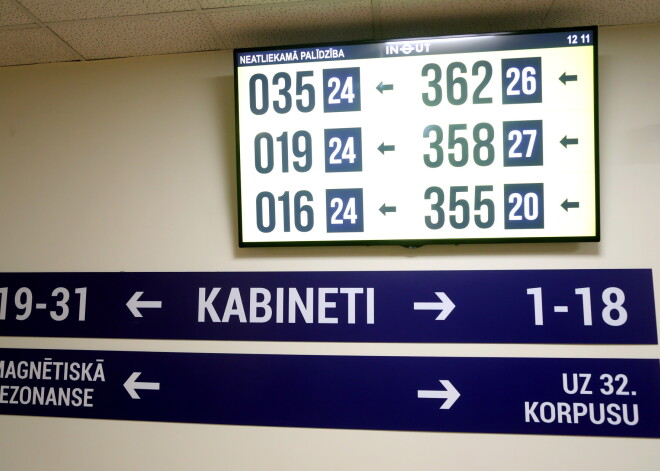 NEATLIEKAMĀ PALĪDZĪBA IN OUT 12 11
035 24 ← 362 26 ←
019 24 ← 358 27 ←
016 24 ← 355 20 ←
19-31 ← KABINETI → 1-18
MAGNĒTISKĀ ← → UZ 32.
EZONANSE KORPUSU